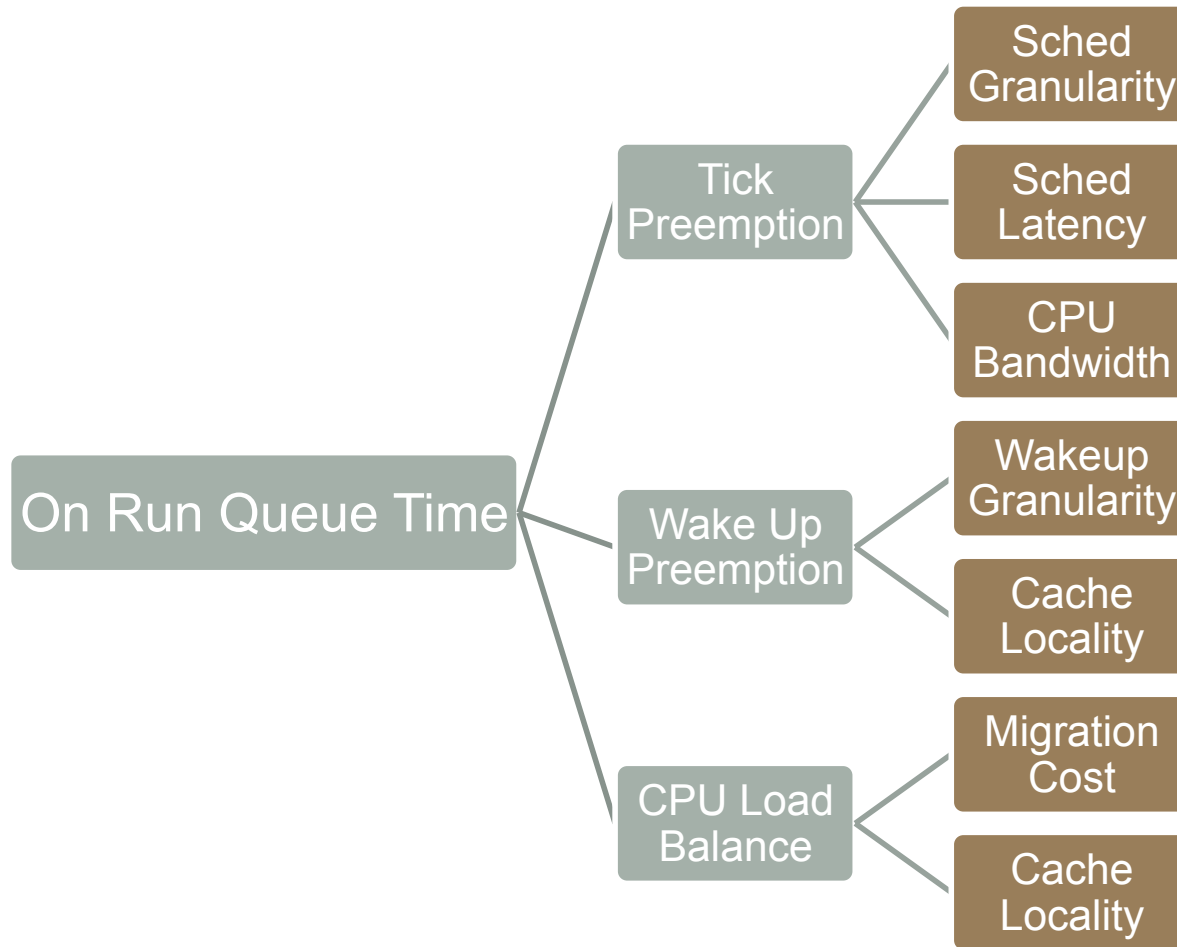 On Run Queue Time
Tick
Preemption
Sched
Granularity
Sched
Latency
CPU
Bandwidth
Wake Up
Preemption
Wakeup
Granularity
Cache
Locality
CPU Load
Balance
Migration
Cost
Cache
Locality